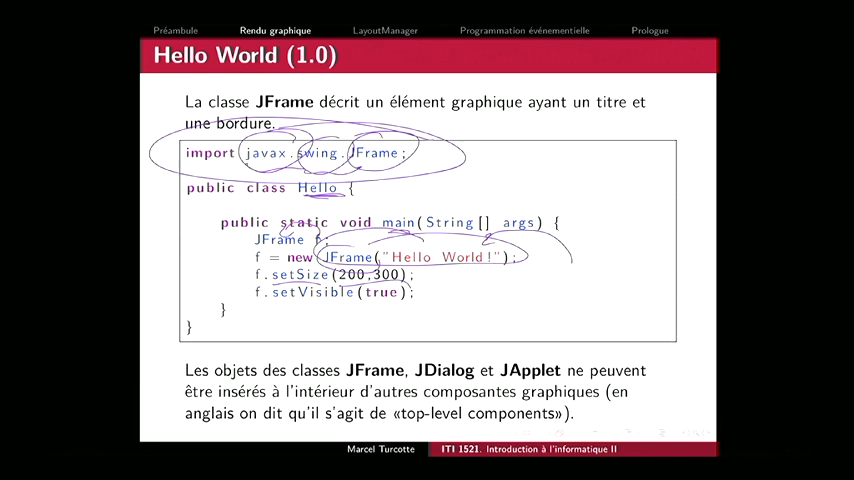 Préambule Rendu graphique LayoutManager Programmation événementielle Prologue
Hello World (1.0)
La classe JFrame décrit un élément graphique ayant un titre et
une bordure.
import javax.swing.JFrame;
public class Hello {
public static void main(String[] args) {
JFrame f;
f = new JFrame("Hello World!");
f.setSize(200,300);
f.setVisible(true);
}
}
Les objets des classes JFrame, JDialog et JApplet ne peuvent
être insérés à l'intérieur d'autres composantes graphiques (en
anglais on dit qu'il s'agit de «top-level components»).
Marcel Turcotte ITI 1521. Introduction à l'informatique II